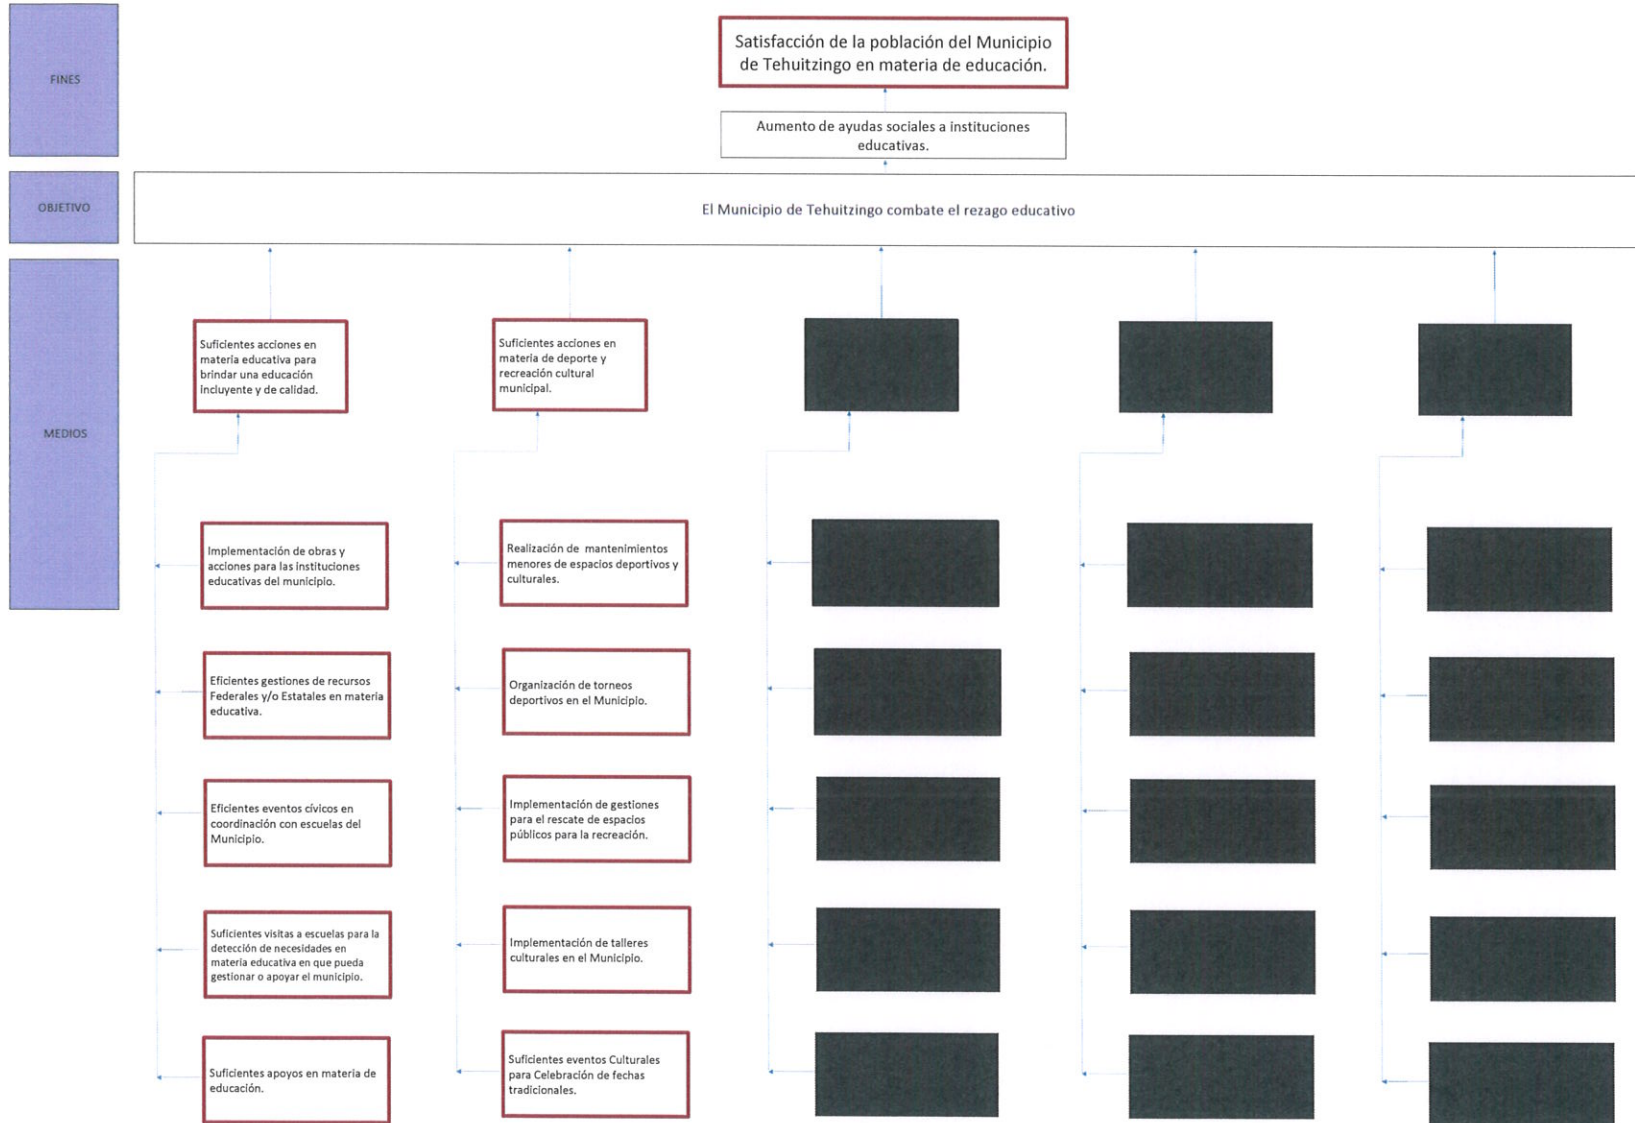 FINES
Satisfacción de la población del Municipio
de Tehuitzingo en materia de educación.
Aumento de ayudas sociales a instituciones
educativas.
OBJETIVO
El Municipio de Tehuitzingo combate el rezago educativo
MEDIOS
Suficientes acciones en
materia educativa para
brindar una educación
incluyente y de calidad.
Suficientes acciones en
materia de deporte y
recreación cultural
municipal.
Implementación de obras y
acciones para las instituciones
educativas del municipio.
Realización de mantenimientos
menores de espacios deportivos y
culturales.
Eficientes gestiones de recursos
Federales y/o Estatales en materia
educativa.
Organización de torneos
deportivos en el Municipio.
Eficientes eventos cívicos en
coordinación con escuelas del
Municipio.
Implementación de gestiones
para el rescate de espacios
públicos para la recreación.
Suficientes visitas a escuelas para la
detección de necesidades en
materia educativa en que pueda
gestionar o apoyar el municipio.
Implementación de talleres
culturales en el Municipio.
Suficientes apoyos en materia de
educación.
Suficientes eventos Culturales
para Celebración de fechas
tradicionales.